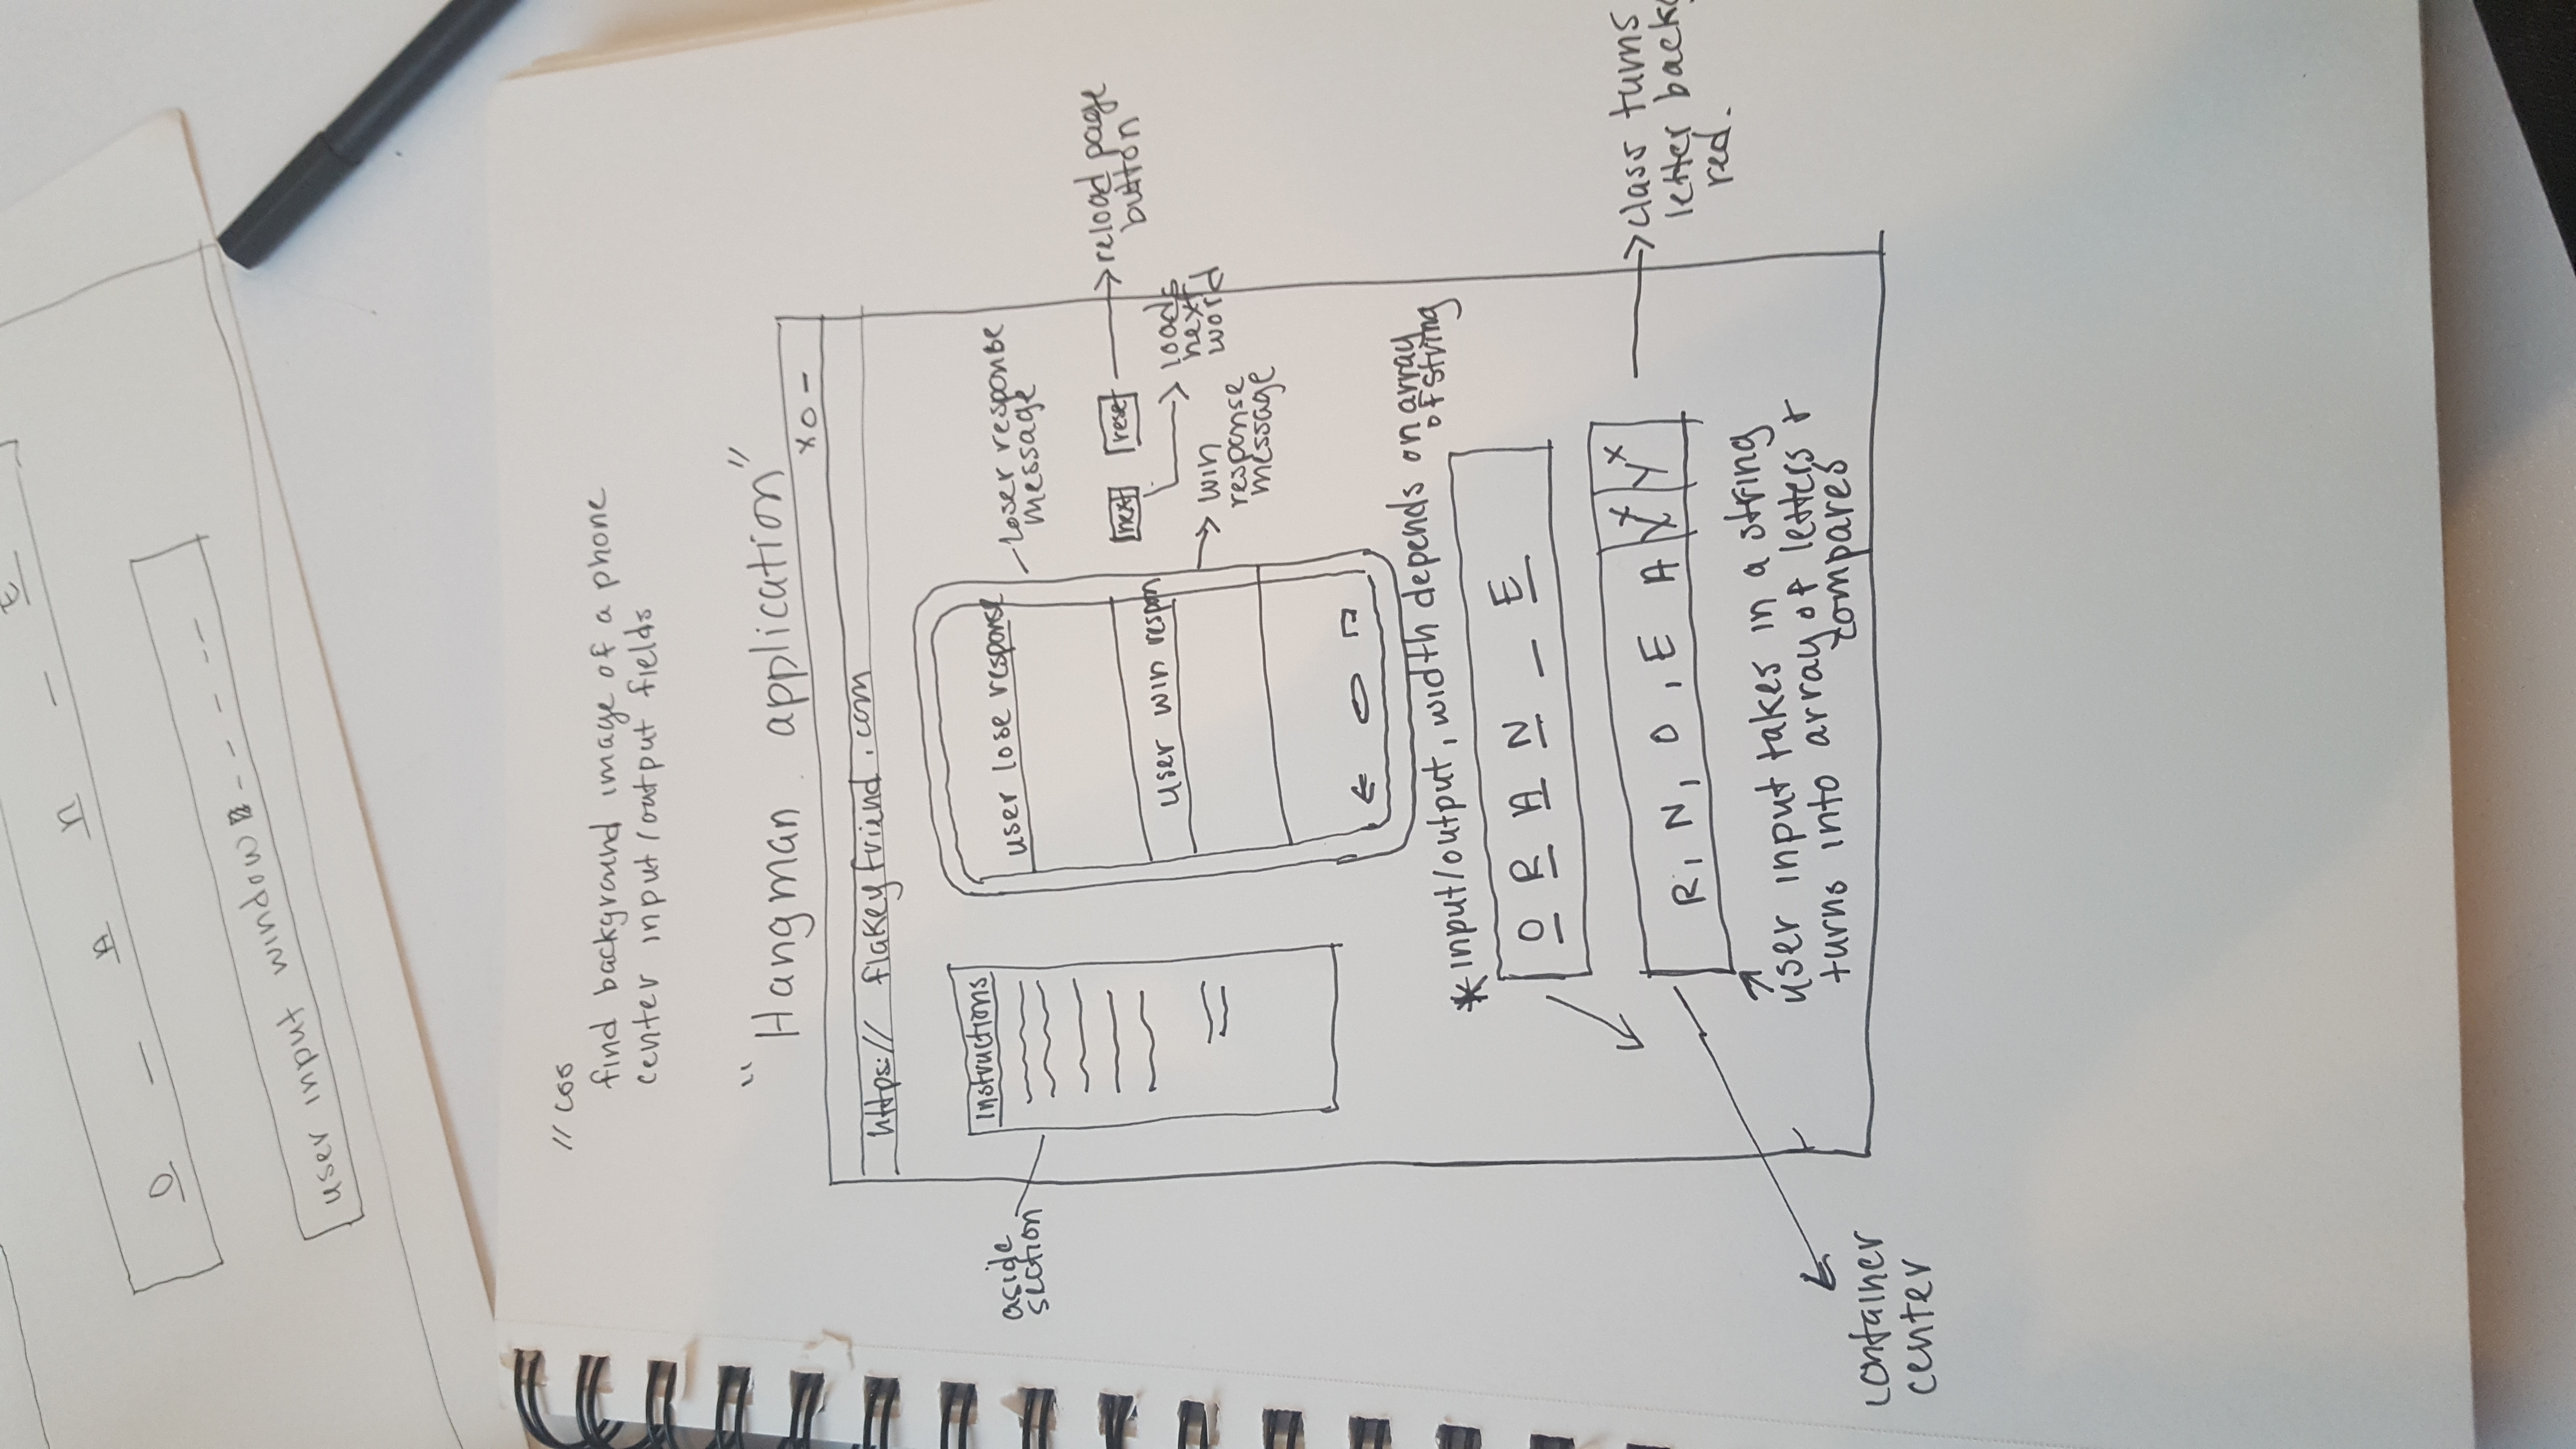 O _ A N _ E
user input window - - - - -
// CSS
find background image of a phone
center input/output fields
"Hangman application"
x o -
https:// flakeyfriend.com
instructions
aside
section
user lose response
loser response
message
next reset
reload page
button
loads
next
word
user win respon
win
response
message
* input/output, width depends on array
of string
O R A N _ E
R, N, O, E A X Y
class turns
letter back
red.
user input takes in a string
turns into array of letters &
compares
container
center